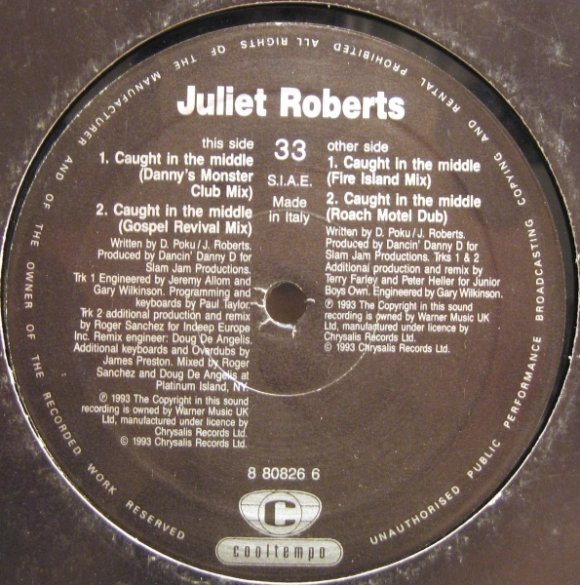 Juliet Roberts
this side
1. Caught in the middle
(Danny's Monster
Club Mix)
2. Caught in the middle
(Gospel Revival Mix)
Written by D. Poku/J. Roberts.
Produced by Dancin' Danny D for
Slam Jam Productions.
Trk 1 Engineered by Jeremy Allom and
Gary Wilkinson. Programming and
keyboards by Paul Taylor.
Trk 2 additional production and remix
by Roger Sanchez for Indeep Europe
Inc. Remix engineer: Doug De Angelis.
Additional keyboards and Overdubs by
James Preston. Mixed by Roger
Sanchez and Doug De Angelis at
Platinum Island, NY.
℗ 1993 The Copyright in this sound
recording is owned by Warner Music UK
Ltd, manufactured under licence by
Chrysalis Records Ltd.
© 1993 Chrysalis Records Ltd.
33
S.I.A.E.
Made
in Italy
other side
1. Caught in the middle
(Fire Island Mix)
2. Caught in the middle
(Roach Motel Dub)
Written by D. Poku/J. Roberts.
Produced by Dancin' Danny D for
Slam Jam Productions. Trks 1 & 2
Additional production and remix by
Terry Farley and Peter Heller for Junior
Boys Own. Engineered by Gary Wilkinson.
℗ 1993 The Copyright in this sound
recording is owned by Warner Music UK
Ltd, manufactured under licence by
Chrysalis Records Ltd.
© 1993 Chrysalis Records Ltd.
8 80826 6
C
cooltempo
ALL RIGHTS OF THE MANUFACTURER AND OF THE OWNER OF THE RECORDED WORK RESERVED
UNAUTHORISED PUBLIC PERFORMANCE BROADCASTING COPYING AND RENTAL PROHIBITED